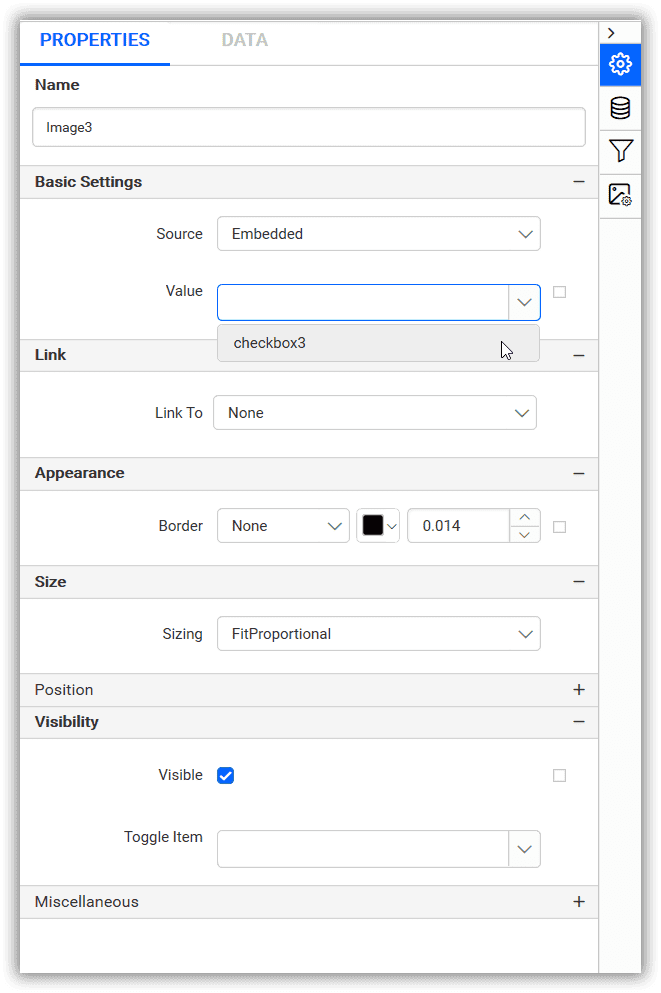 PROPERTIES DATA
Name
Image3
Basic Settings
Source Embedded
Value
checkbox3
Link
Link To None
Appearance
Border None 0.014
Size
Sizing FitProportional
Position
Visibility
Visible
Toggle Item
Miscellaneous